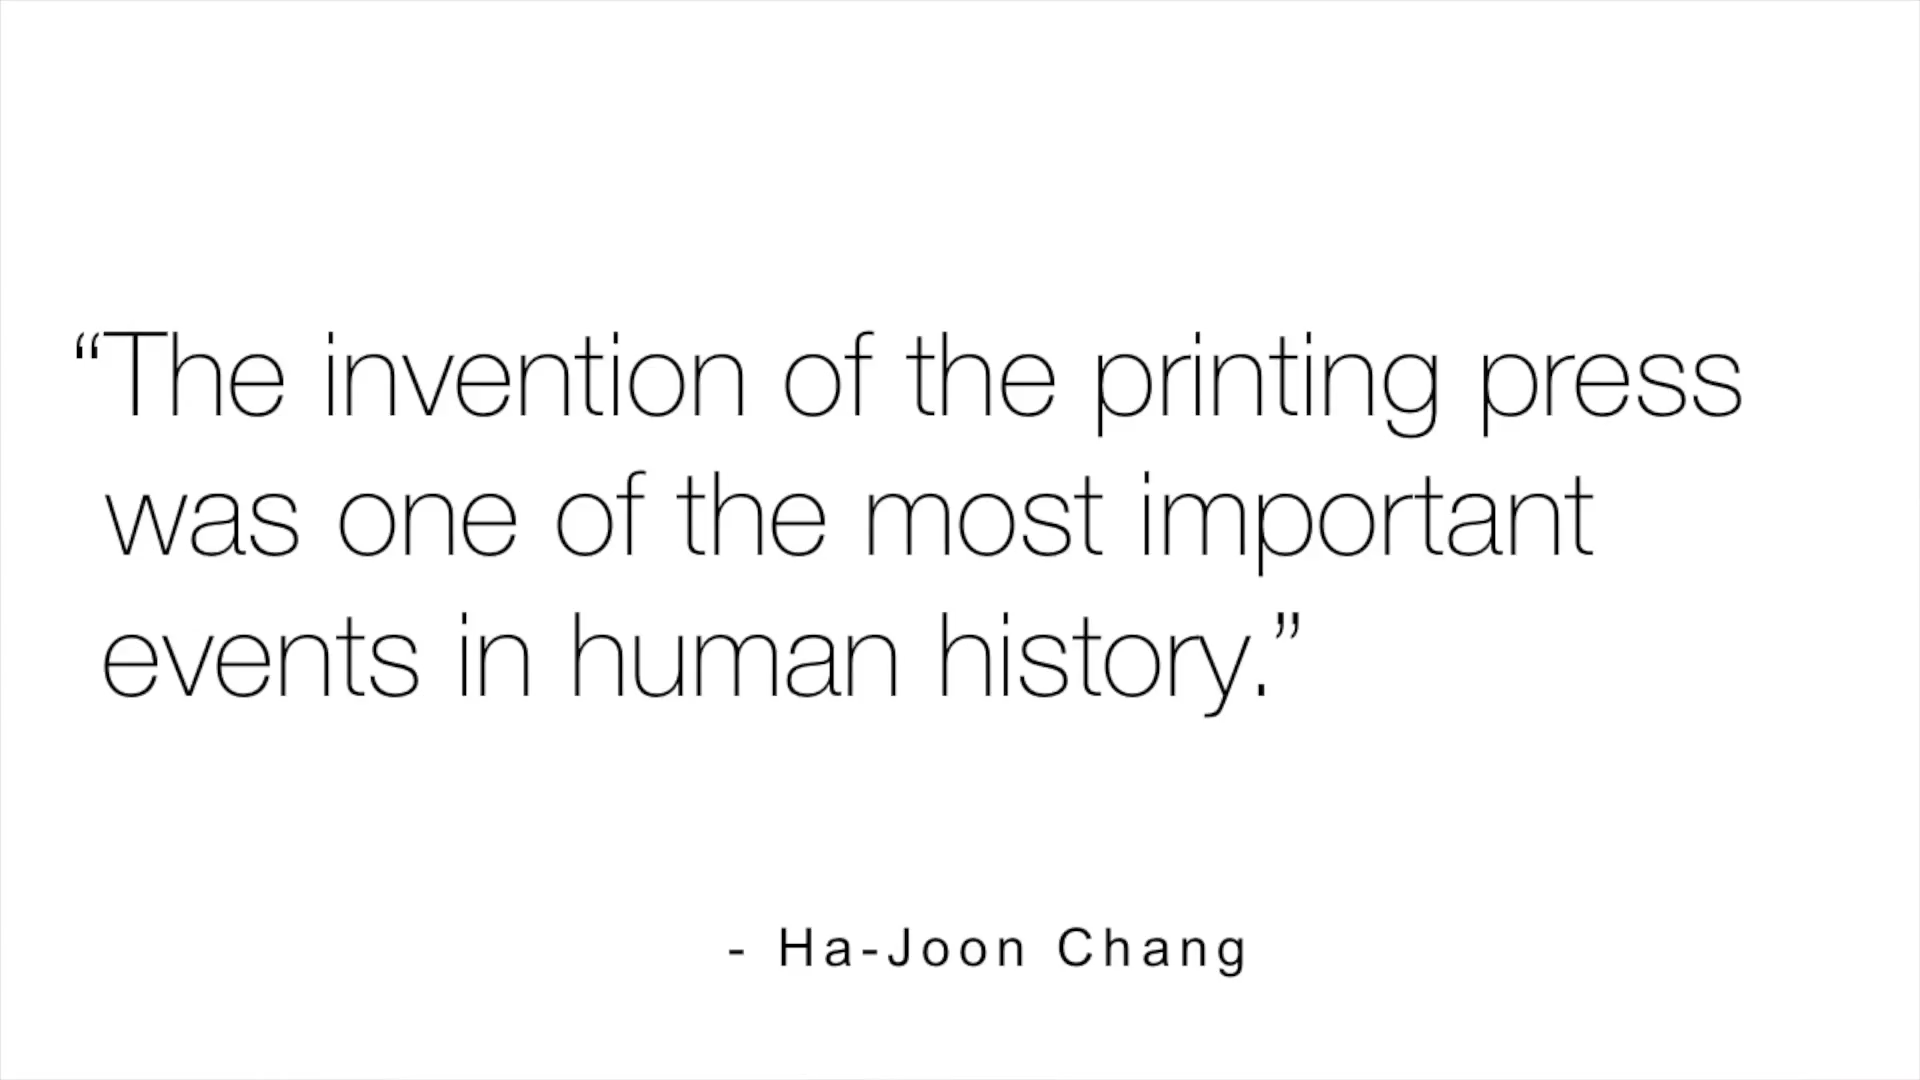 “The invention of the printing press
was one of the most important
events in human history.”
- Ha-Joon Chang